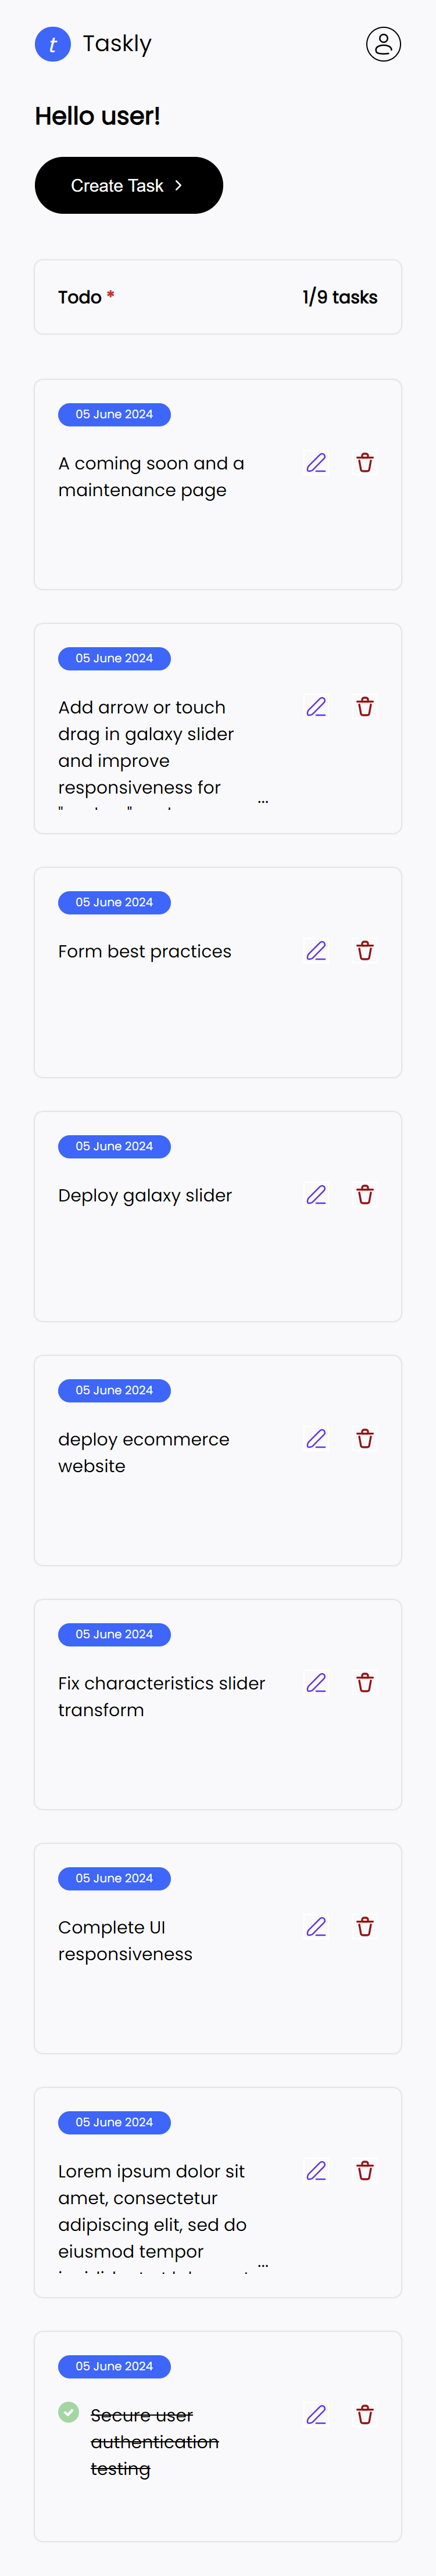 t Taskly
Hello user!
Create Task
Todo *
1/9 tasks
05 June 2024
A coming soon and a
maintenance page
05 June 2024
Add arrow or touch
drag in galaxy slider
and improve
responsiveness for
...
05 June 2024
Form best practices
05 June 2024
Deploy galaxy slider
05 June 2024
deploy ecommerce
website
05 June 2024
Fix characteristics slider
transform
05 June 2024
Complete UI
responsiveness
05 June 2024
Lorem ipsum dolor sit
amet, consectetur
adipiscing elit, sed do
eiusmod tempor
...
05 June 2024
Secure user
authentication
testing